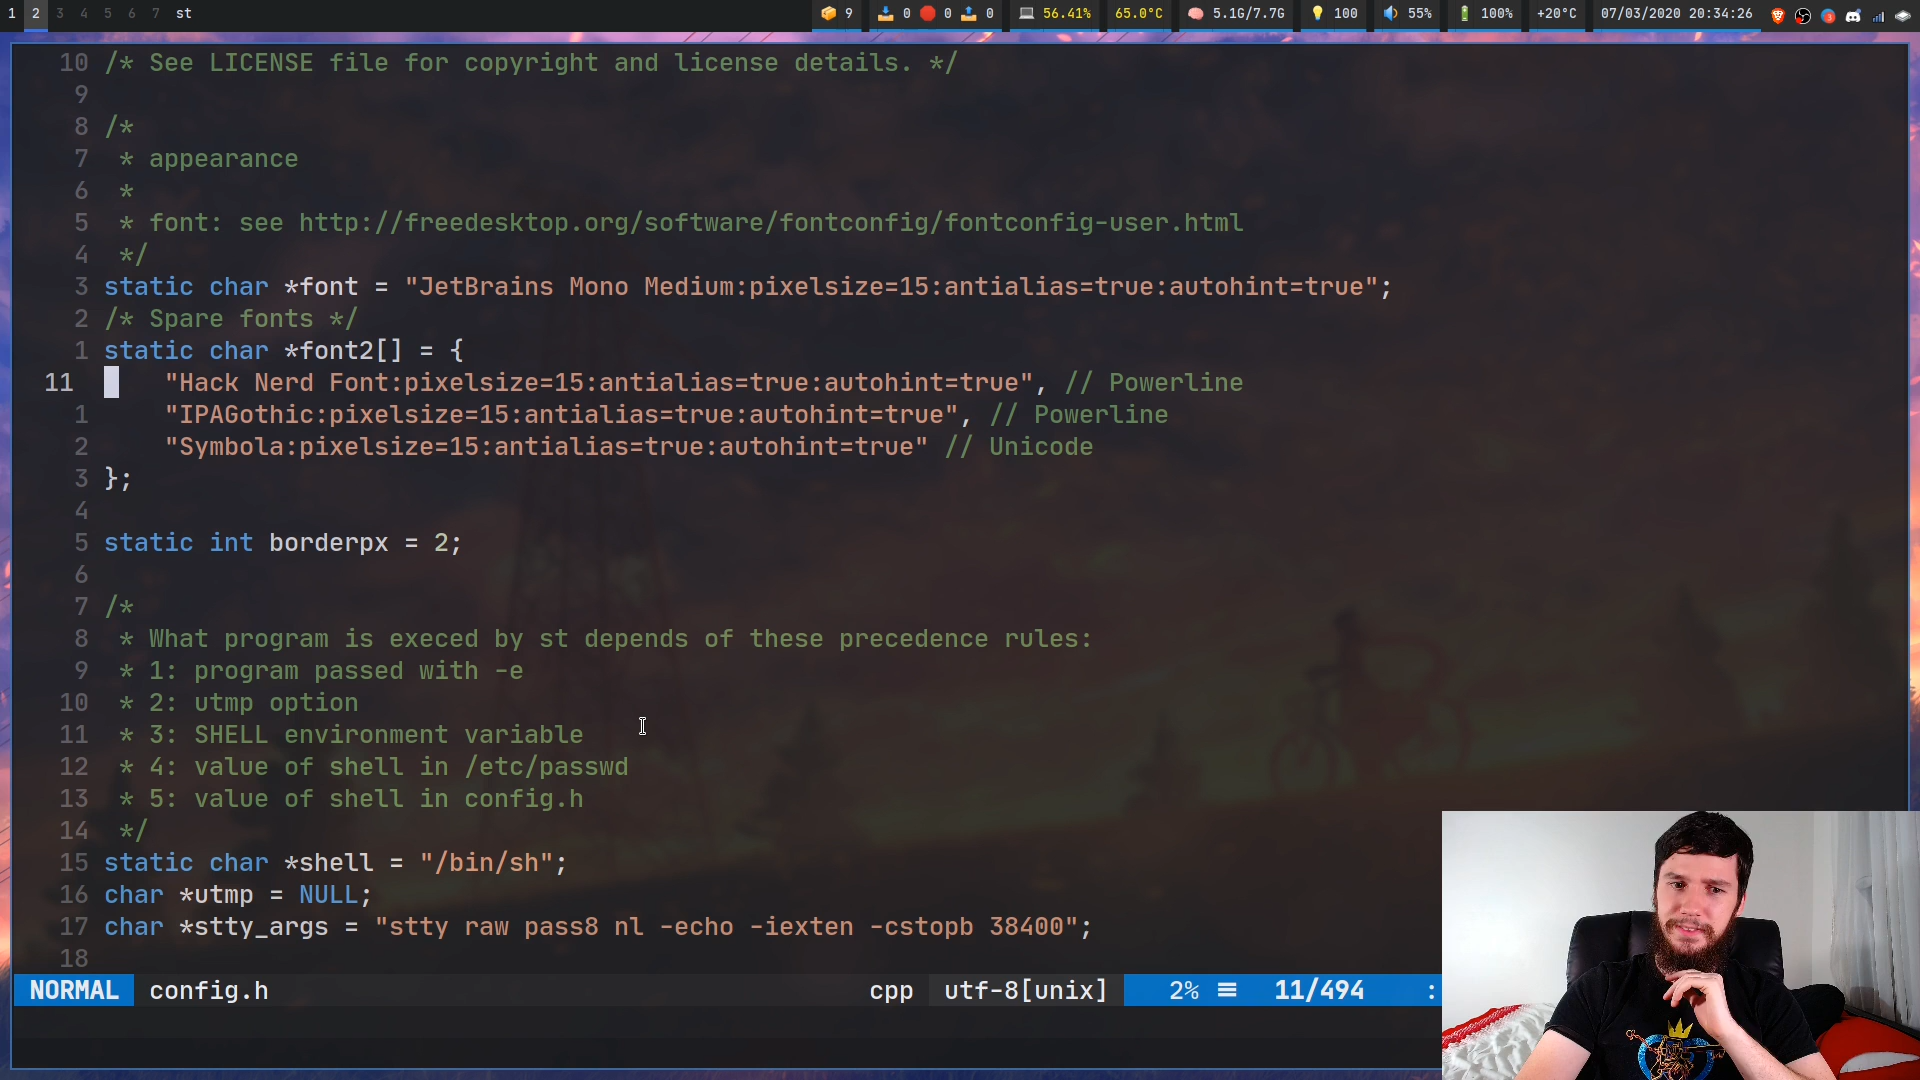 1 2 3 4 5 6 7 st 9 0 0 0 56.41% 65.0°C 5.1G/7.7G 100 55% 100% +20°C 07/03/2020 20:34:26
10 /* See LICENSE file for copyright and license details. */
9
8 /*
7 * appearance
6 *
5 * font: see http://freedesktop.org/software/fontconfig/fontconfig-user.html
4 */
3 static char *font = "JetBrains Mono Medium:pixelsize=15:antialias=true:autohint=true";
2 /* Spare fonts */
1 static char *font2[] = {
11 "Hack Nerd Font:pixelsize=15:antialias=true:autohint=true", // Powerline
1 "IPAGothic:pixelsize=15:antialias=true:autohint=true", // Powerline
2 "Symbola:pixelsize=15:antialias=true:autohint=true" // Unicode
3 };
4
5 static int borderpx = 2;
6
7 /*
8 * What program is execed by st depends of these precedence rules:
9 * 1: program passed with -e
10 * 2: utmp option
11 * 3: SHELL environment variable
12 * 4: value of shell in /etc/passwd
13 * 5: value of shell in config.h
14 */
15 static char *shell = "/bin/sh";
16 char *utmp = NULL;
17 char *stty_args = "stty raw pass8 nl -echo -iexten -cstopb 38400";
18
NORMAL config.h cpp utf-8[unix] 2% ≡ 11/494 :